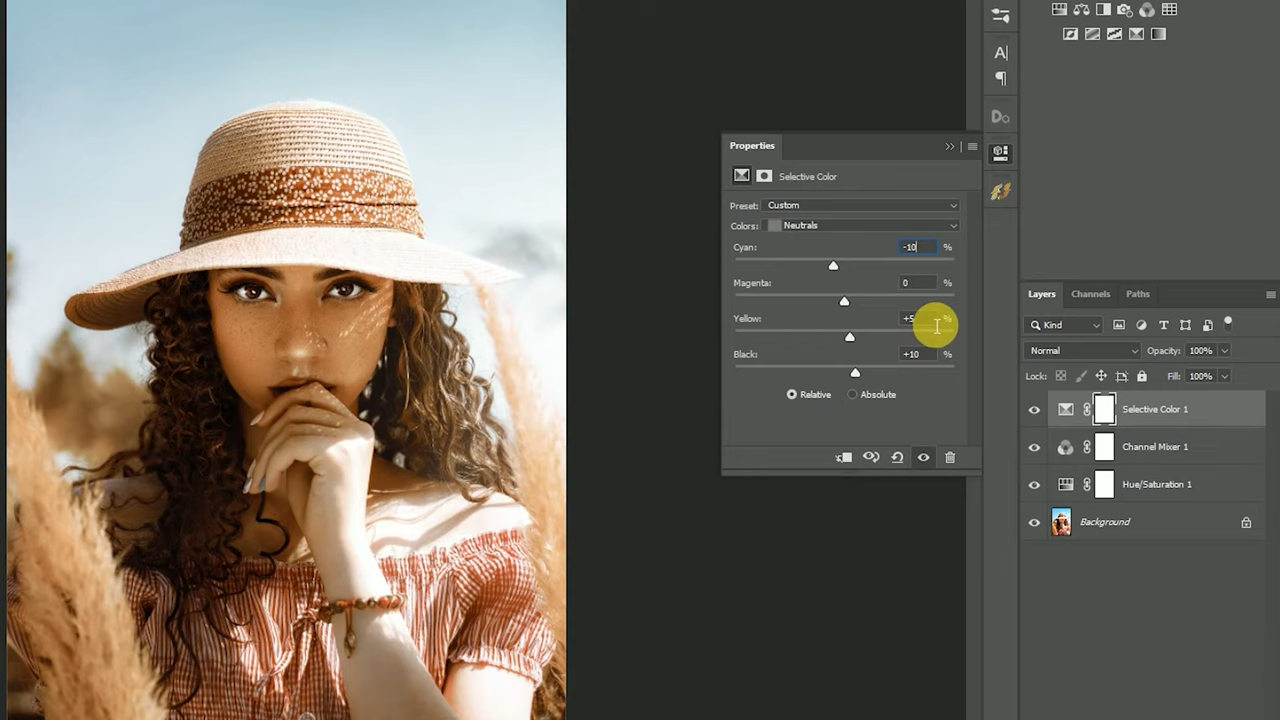 Properties
Selective Color
Preset: Custom
Colors: Neutrals
Cyan: -10 %
Magenta: 0 %
Yellow: +5 %
Black: +10 %
Relative Absolute
A|
Layers Channels Paths
Kind
Normal Opacity: 100%
Lock: Fill: 100%
Selective Color 1
Channel Mixer 1
Hue/Saturation 1
Background